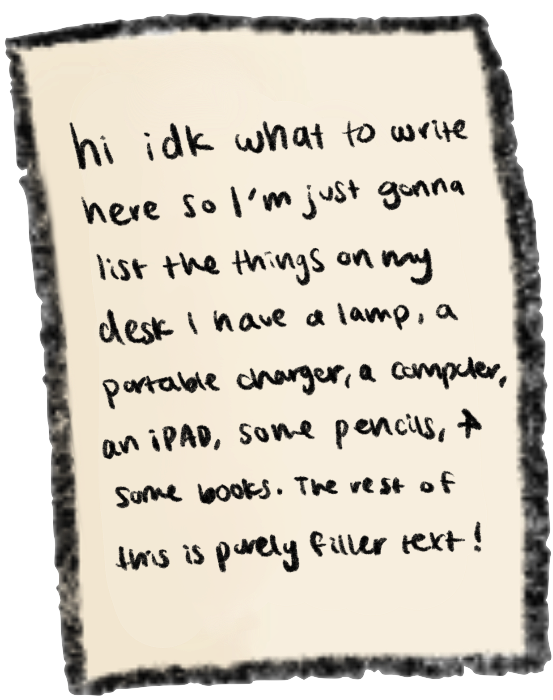 hi idk what to write
here so I'm just gonna
list the things on my
desk I have a lamp, a
portable charger, a computer,
an iPAD, some pencils, +
some books. The rest of
this is purely filler text!